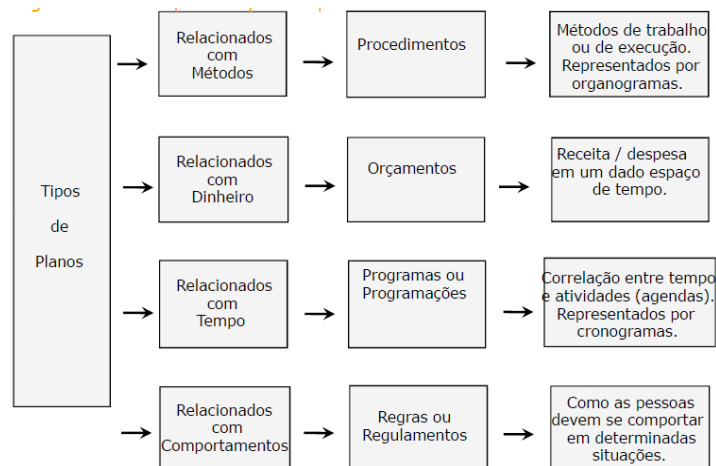 Tipos
de
Planos
Relacionados
com
Métodos
Procedimentos
Métodos de trabalho
ou de execução.
Representados por
organogramas.
Relacionados
com
Dinheiro
Orçamentos
Receita / despesa
em um dado espaço
de tempo.
Relacionados
com
Tempo
Programas ou
Programações
Correlação entre tempo
e atividades (agendas).
Representados por
cronogramas.
Relacionados
com
Comportamentos
Regras ou
Regulamentos
Como as pessoas
devem se comportar
em determinadas
situações.